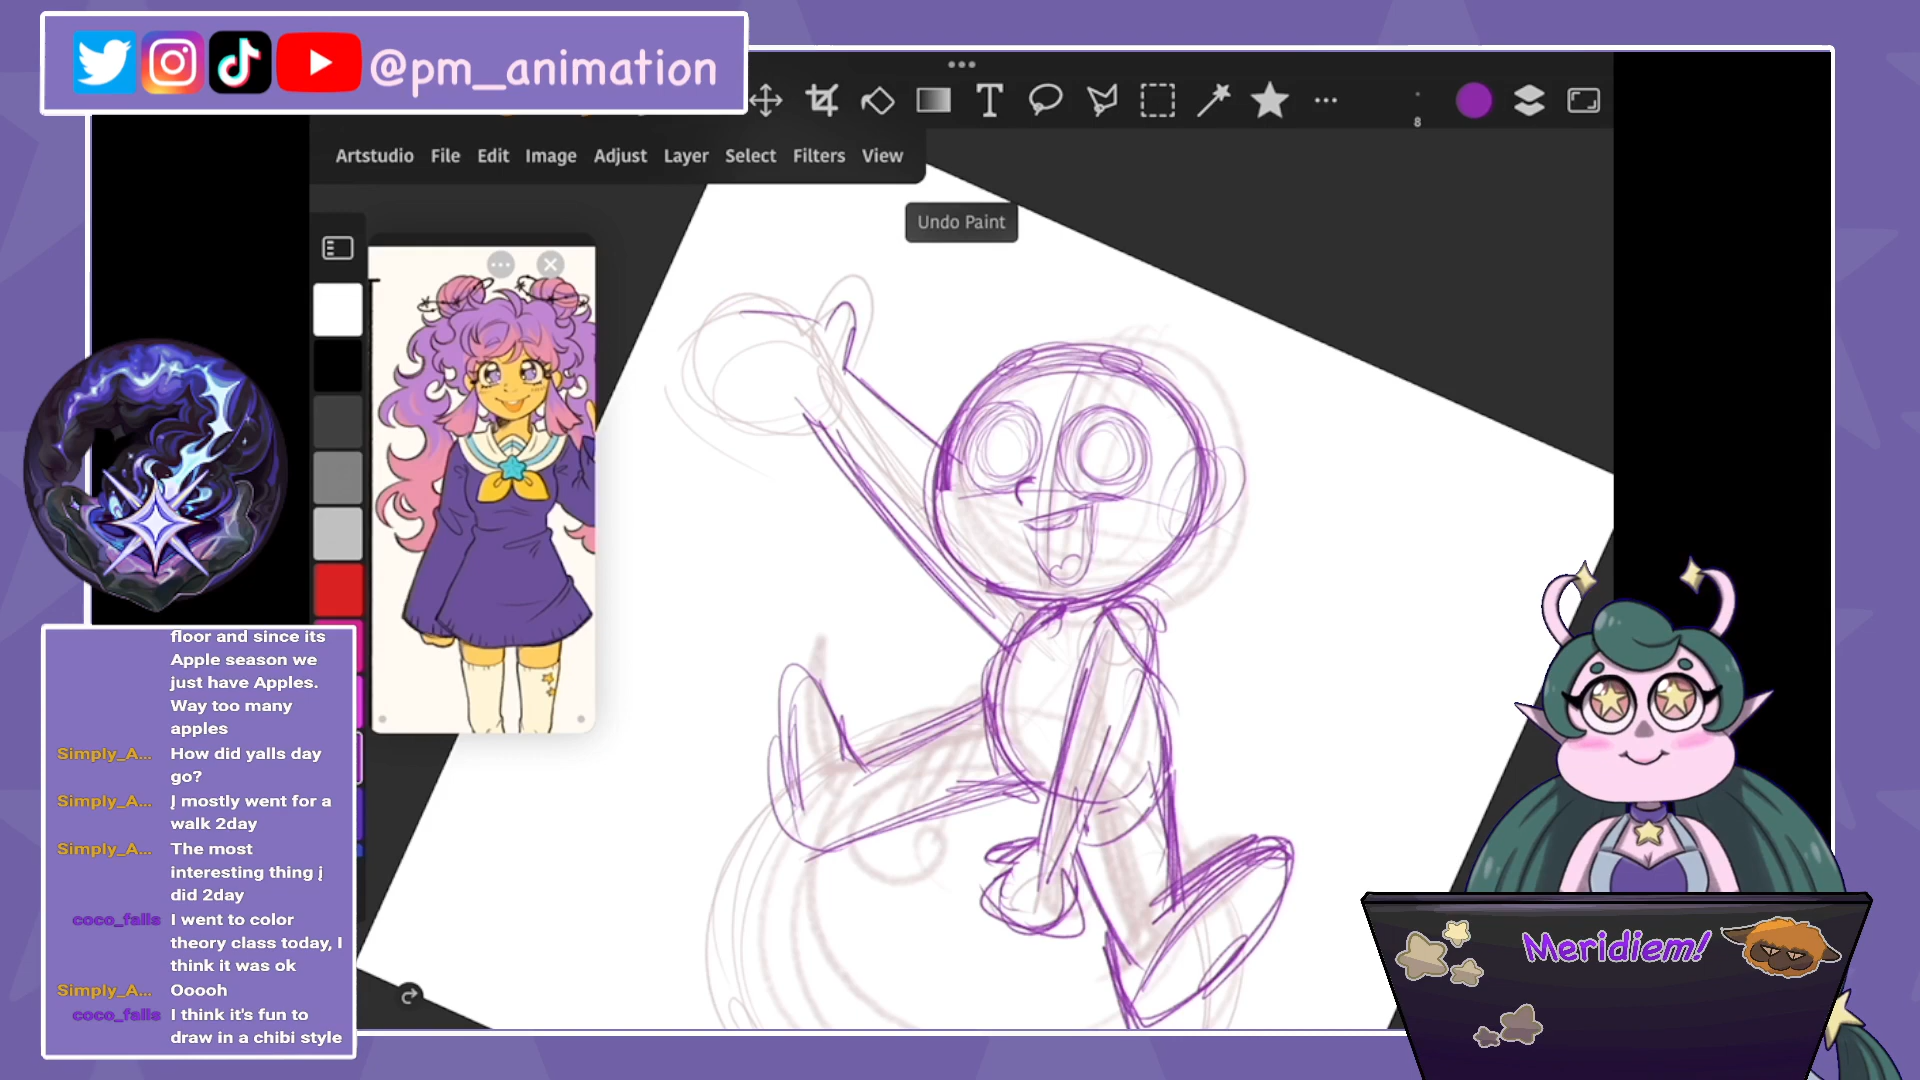 @pm_animation
8
Artstudio File Edit Image Adjust Layer Select Filters View
Undo Paint
floor and since its
Apple season we
just have Apples.
Way too many
apples
Simply_A... How did yalls day
go?
Simply_A... Į mostly went for a
walk 2day
Simply_A... The most
interesting thing į
did 2day
coco_falls I went to color
theory class today, I
think it was ok
Simply_A... Ooooh
coco_falls I think it's fun to
draw in a chibi style
Meridiem!